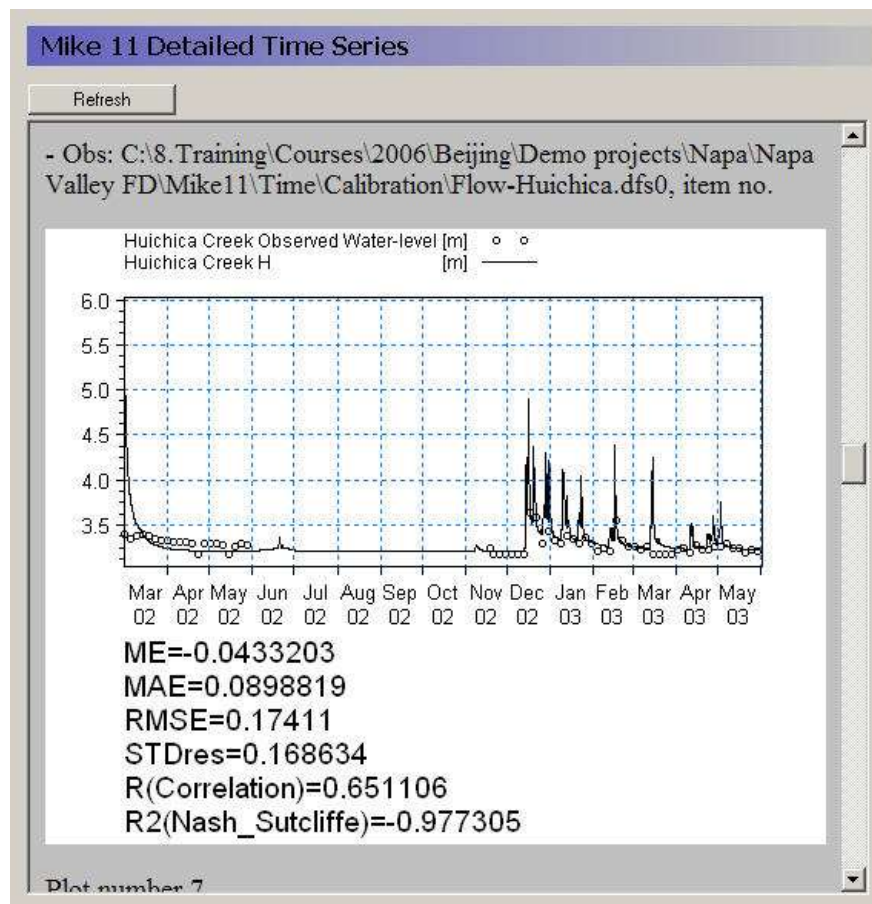 Mike 11 Detailed Time Series
Refresh
- Obs: C:\8.Training\Courses\2006\Beijing\Demo projects\Napa\Napa
Valley FD\Mike11\Time\Calibration\Flow-Huichica.dfs0, item no.
Huichica Creek Observed Water-level [m]
Huichica Creek H [m]
6.0
5.5
5.0
4.5
4.0
3.5
Mar Apr May Jun Jul Aug Sep Oct Nov Dec Jan Feb Mar Apr May
02 02 02 02 02 02 02 02 02 02 03 03 03 03 03
ME=-0.0433203
MAE=0.0898819
RMSE=0.17411
STDres=0.168634
R(Correlation)=0.651106
R2(Nash_Sutcliffe)=-0.977305
Plot number 7